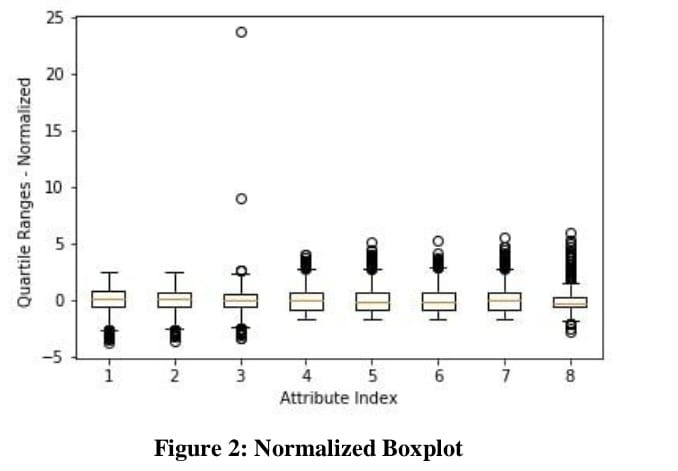 25
20
15
10
5
0
−5
Quartile Ranges - Normalized
1 2 3 4 5 6 7 8
Attribute Index
Figure 2: Normalized Boxplot